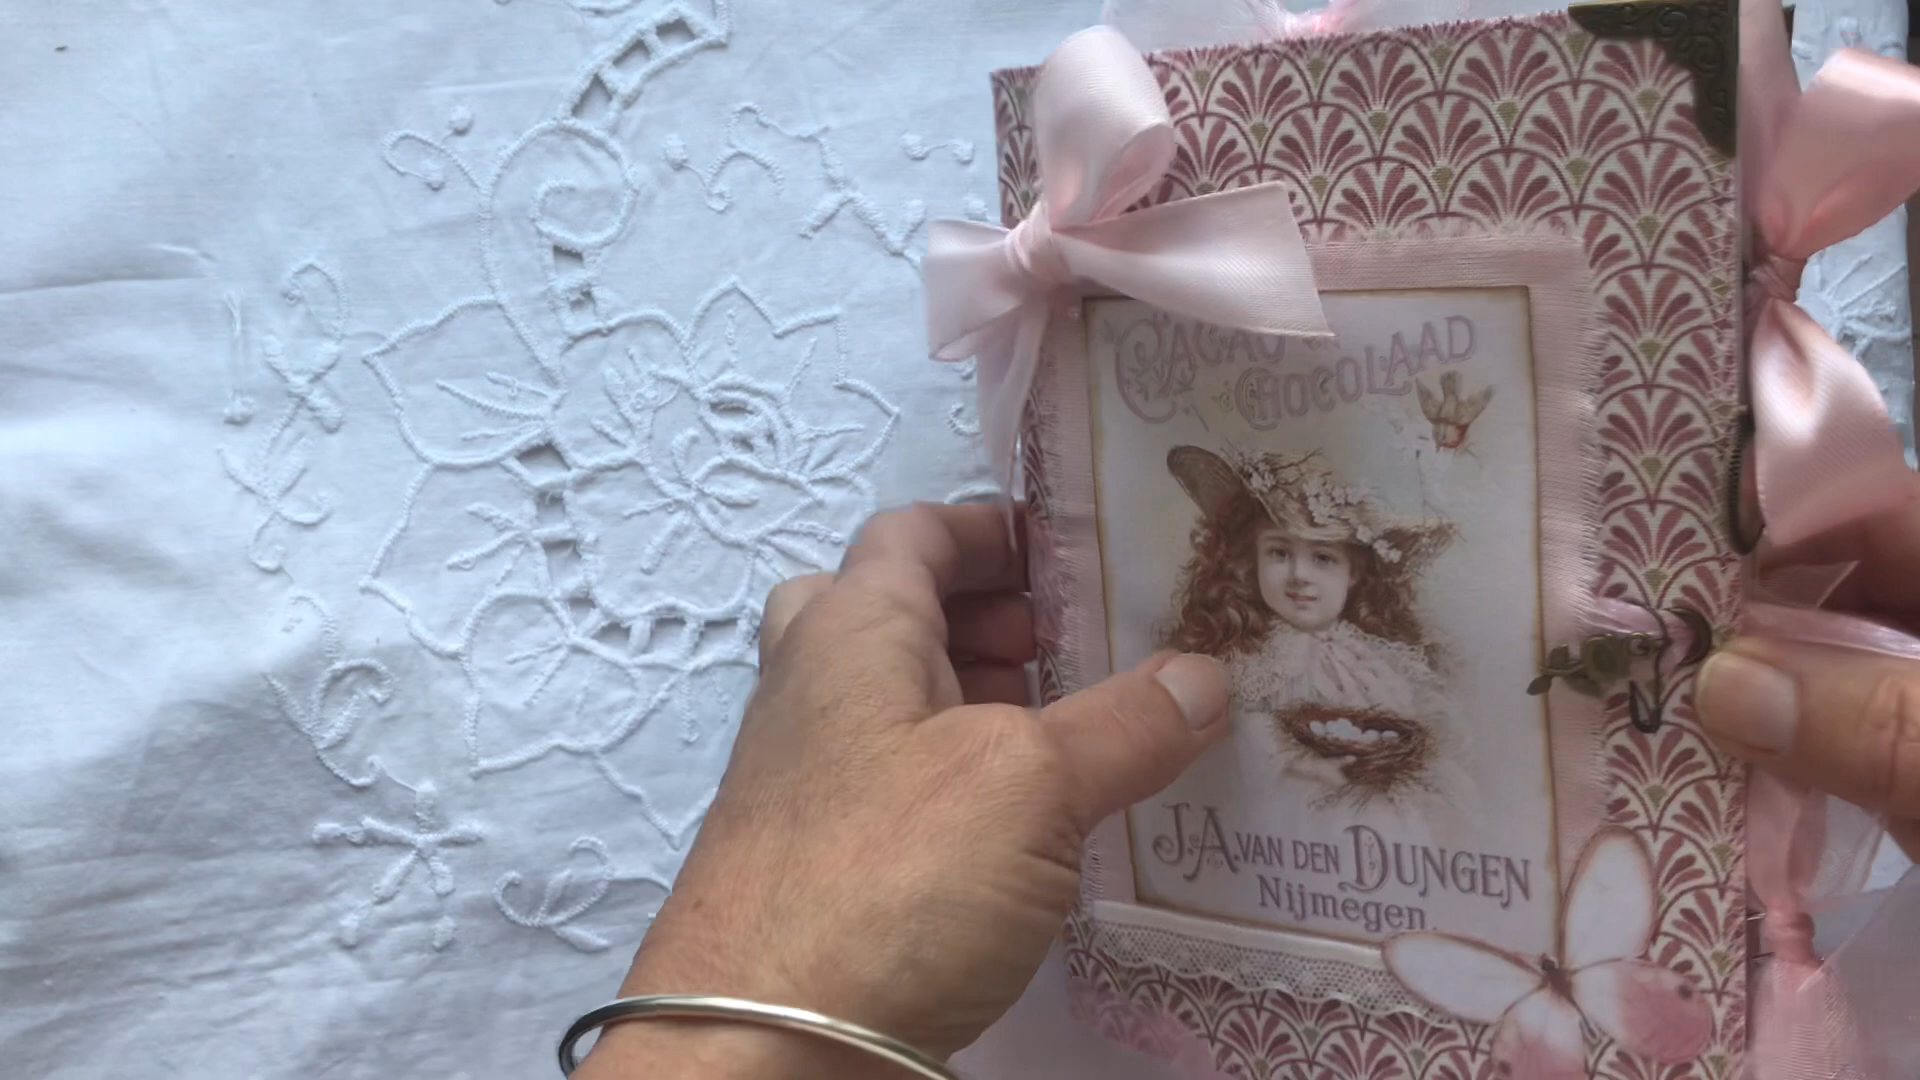 CACAO
CHOCOLAAD
J.A. VAN DEN DUNGEN
Nijmegen.